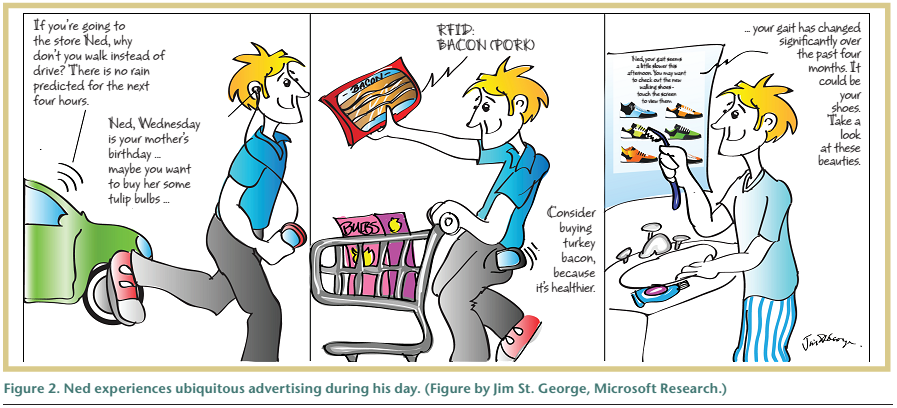 If you're going to
the store Ned, why
don't you walk instead of
drive? There is no rain
predicted for the next
four hours.
Ned, Wednesday
is your mother's
birthday ...
maybe you want
to buy her some
tulip bulbs ...
RFID:
BACON (PORK)
BACON
BULBS
Consider
buying
turkey
bacon,
because
it's healthier.
Ned, your gait seems
a little slower this
afternoon. You may want
to check out the new
walking shoes -
touch the screen
to view them
... your gait has changed
significantly over
the past four
months. It
could be
your
shoes.
Take a
look
at these
beauties.
Jim St.George
Figure 2. Ned experiences ubiquitous advertising during his day. (Figure by Jim St. George, Microsoft Research.)